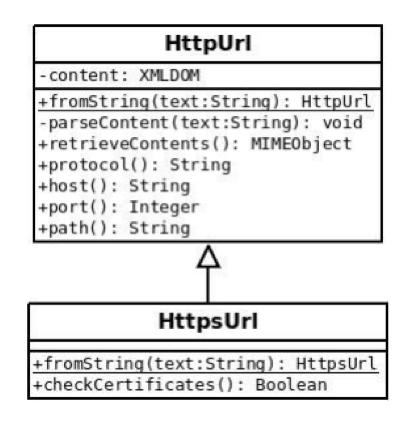 HttpUrl
-content: XMLDOM
+fromString(text:String): HttpUrl
-parseContent(text:String): void
+retrieveContents(): MIMEObject
+protocol(): String
+host(): String
+port(): Integer
+path(): String
HttpsUrl
+fromString(text:String): HttpsUrl
+checkCertificates(): Boolean